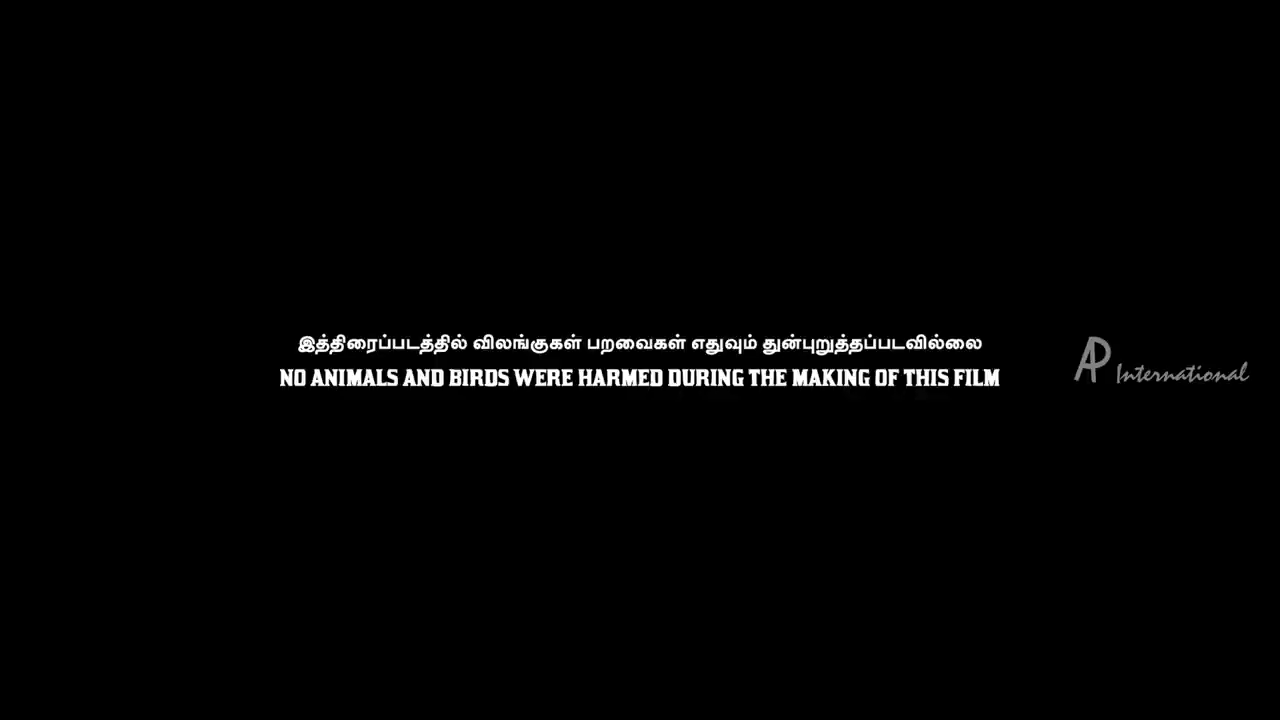 இத்திரைப்படத்தில் விலங்குகள் பறவைகள் எதுவும் துன்புறுத்தப்படவில்லை
NO ANIMALS AND BIRDS WERE HARMED DURING THE MAKING OF THIS FILM
AP International